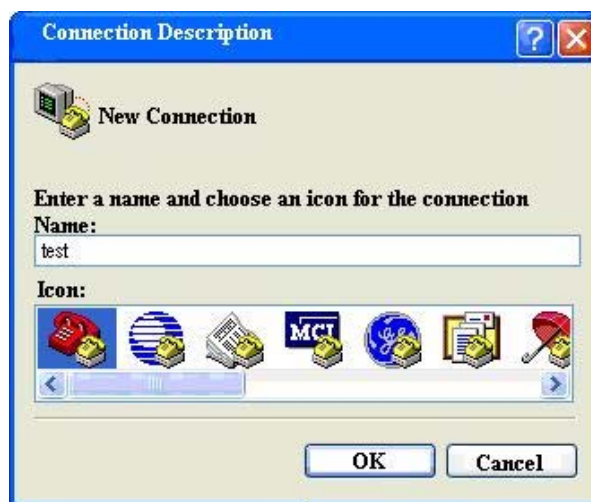 Connection Description
?
New Connection
Enter a name and choose an icon for the connection
Name:
test
Icon:
MCI
OK
Cancel